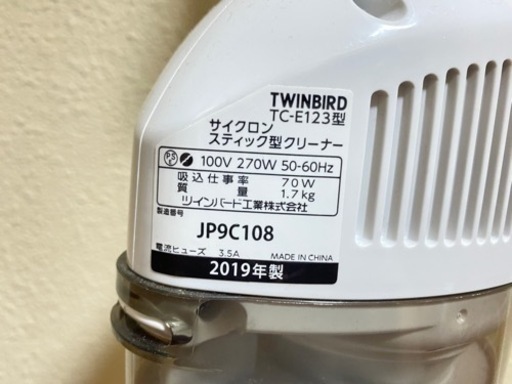 TWINBIRD
TC-E123型
サイクロン
スティック型クリーナー
100V 270W 50-60Hz
吸込仕事率 70W
質量 1.7kg
ツインバード工業株式会社
製造番号
JP9C108
電流ヒューズ 3.5A MADE IN CHINA
2019年製